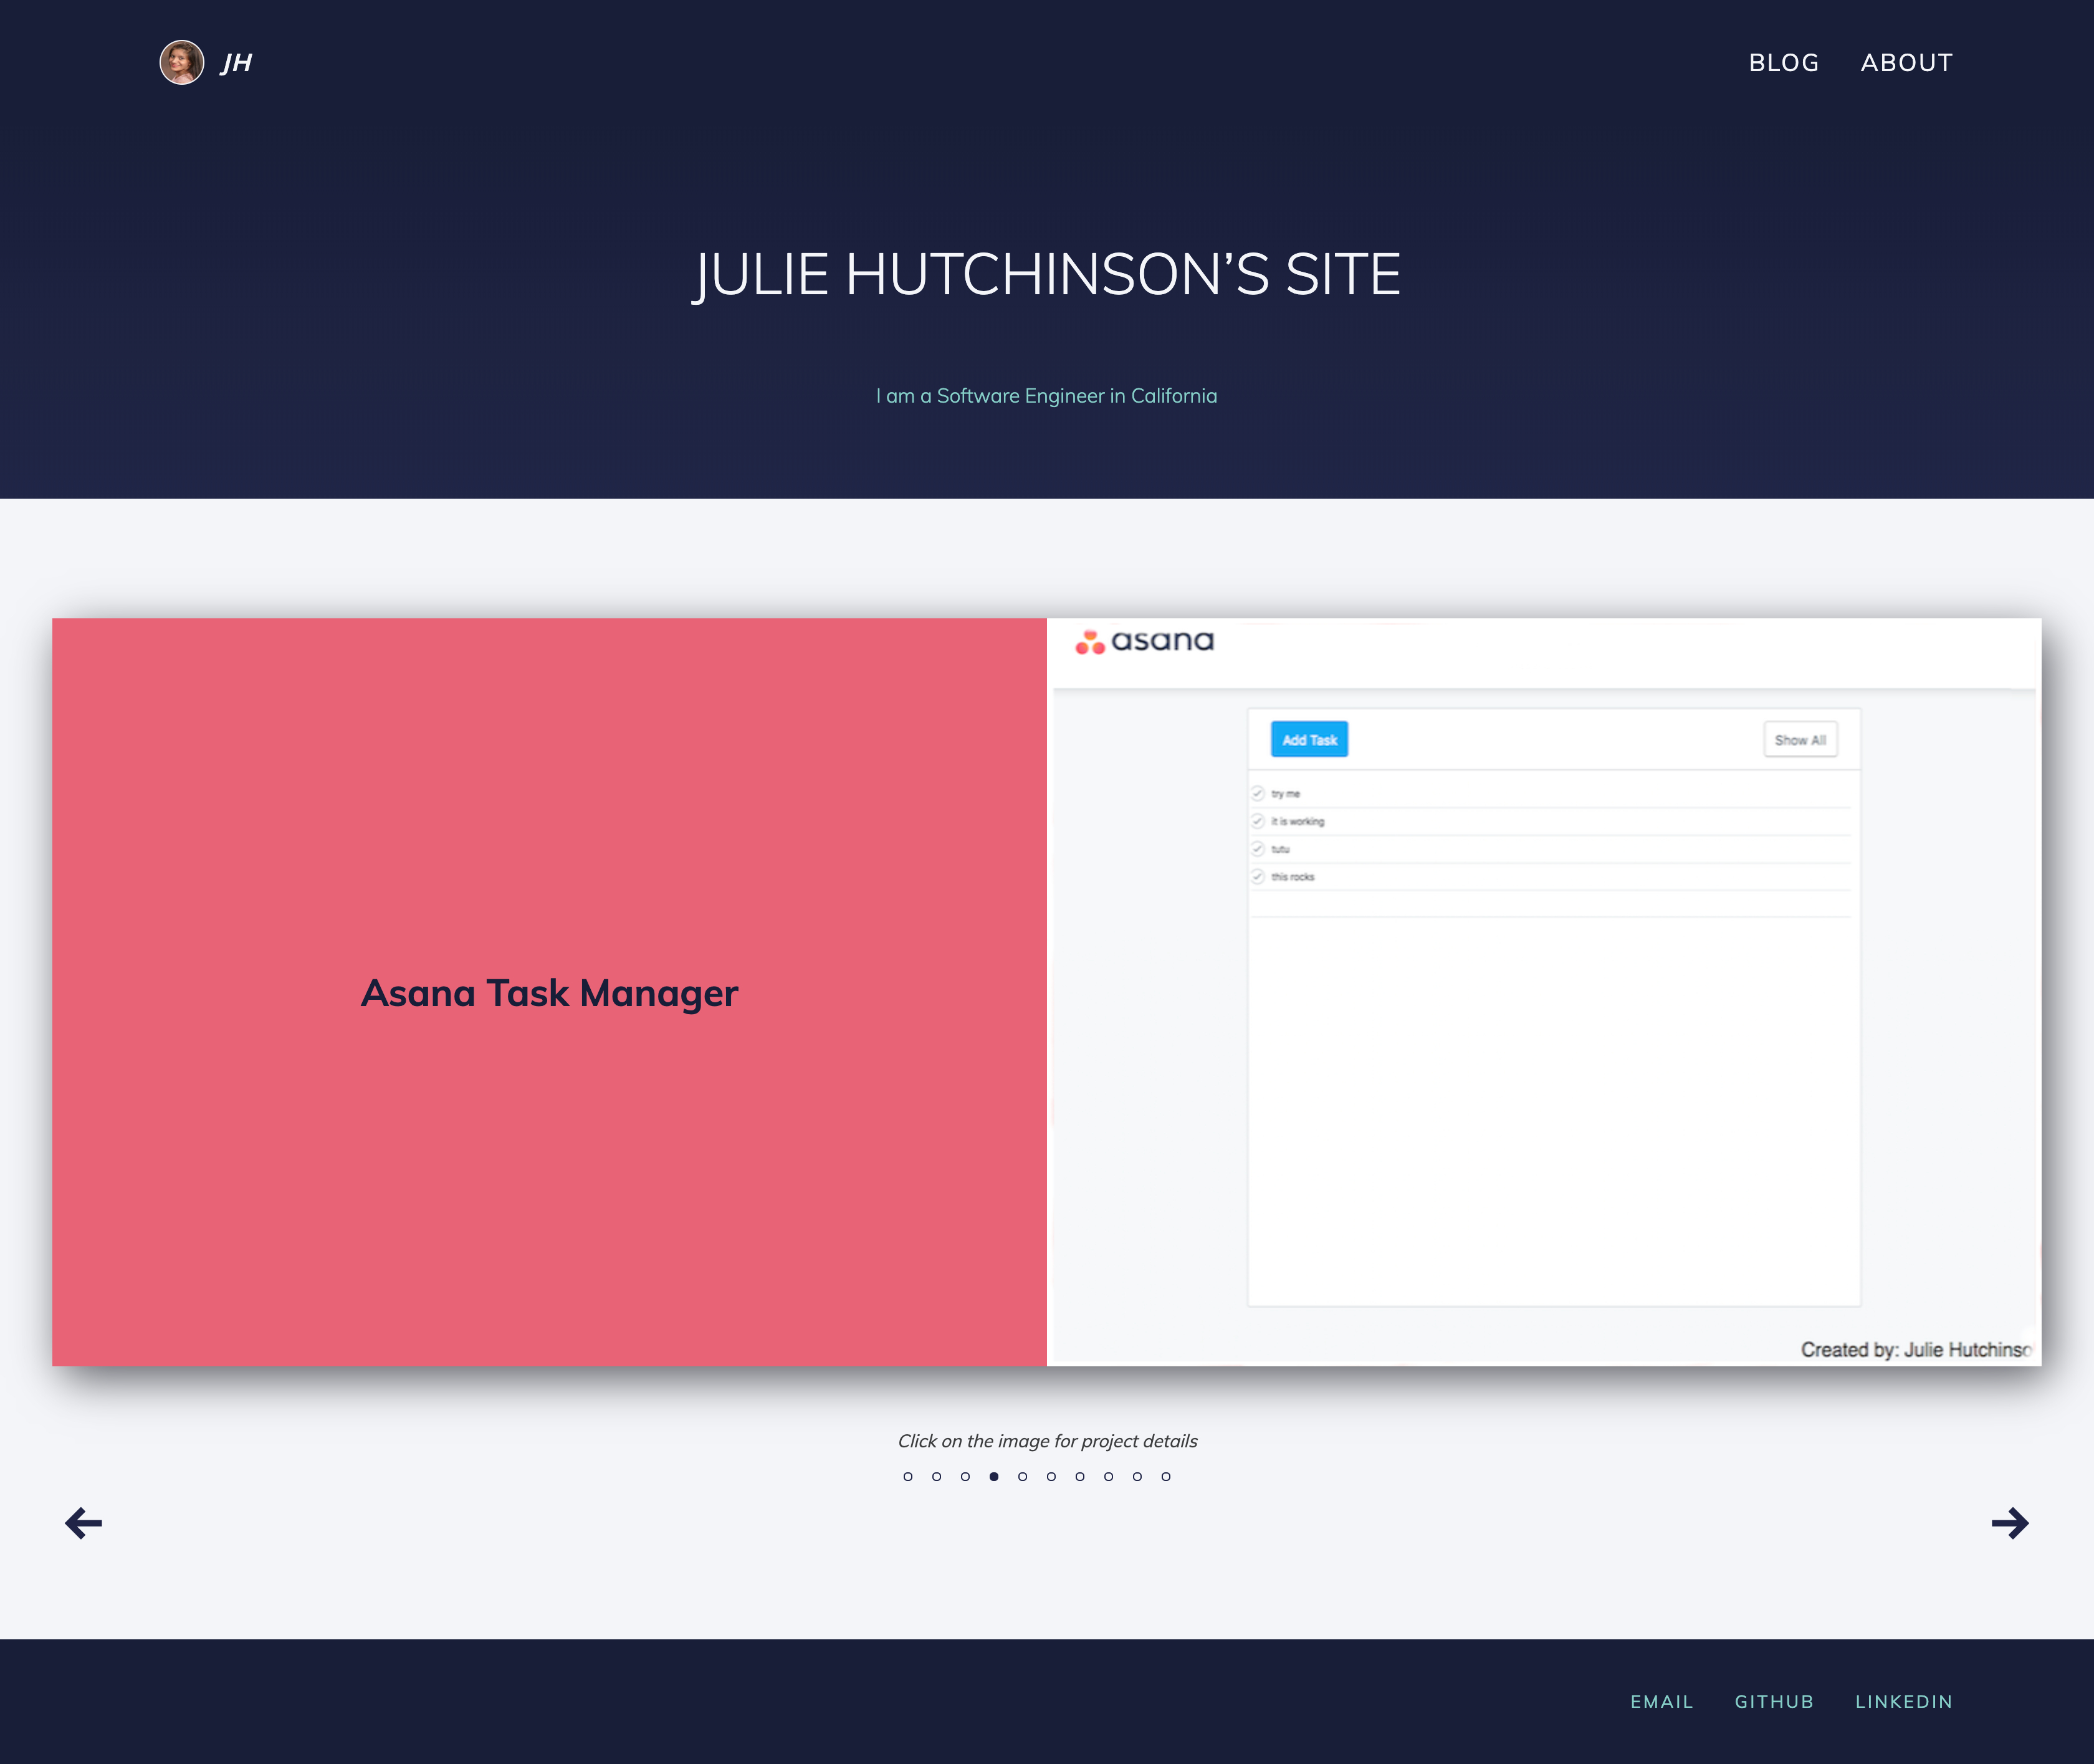 JH
BLOG ABOUT
JULIE HUTCHINSON’S SITE
I am a Software Engineer in California
Asana Task Manager
asana
Add Task
Show All
try me
it is working
tutu
this rocks
Created by: Julie Hutchinso
Click on the image for project details
EMAIL GITHUB LINKEDIN